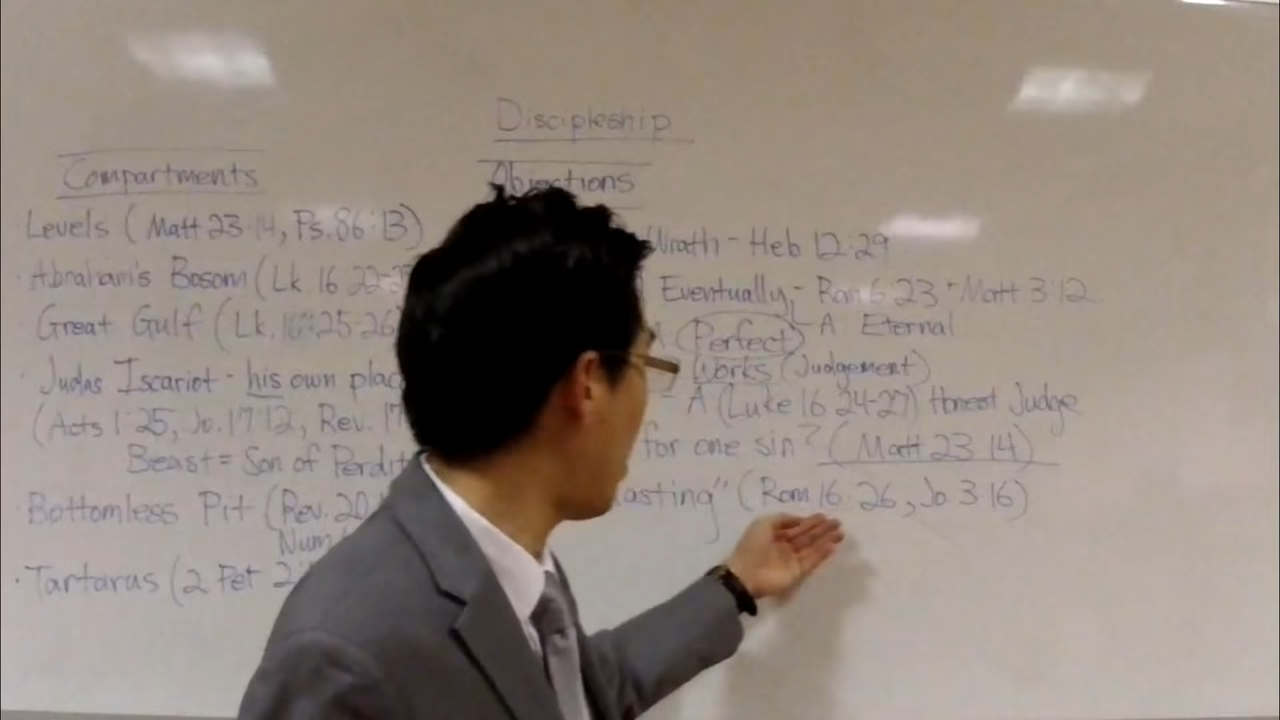 Discipleship
Compartments
Levels (Matt 23:14, Ps. 86:13)
· Abraham's Bosom (Lk 16:22-23
Great Gulf (Lk. 16:25-26
· Judas Iscariot - his own plac
(Acts 1:25, Jo. 17:12, Rev. 17
Beast = Son of Perdit
· Bottomless Pit (Rev. 20
Num
· Tartarus (2 Pet 2:
Objections
Wrath - Heb 12:29
Eventually - Rom 6:23 + Matt 3:12
Perfect - A Eternal
Works (Judgement)
- A (Luke 16:24-27) Honest Judge
for one sin? (Matt 23:14)
lasting" (Rom 16:26, Jo 3:16)